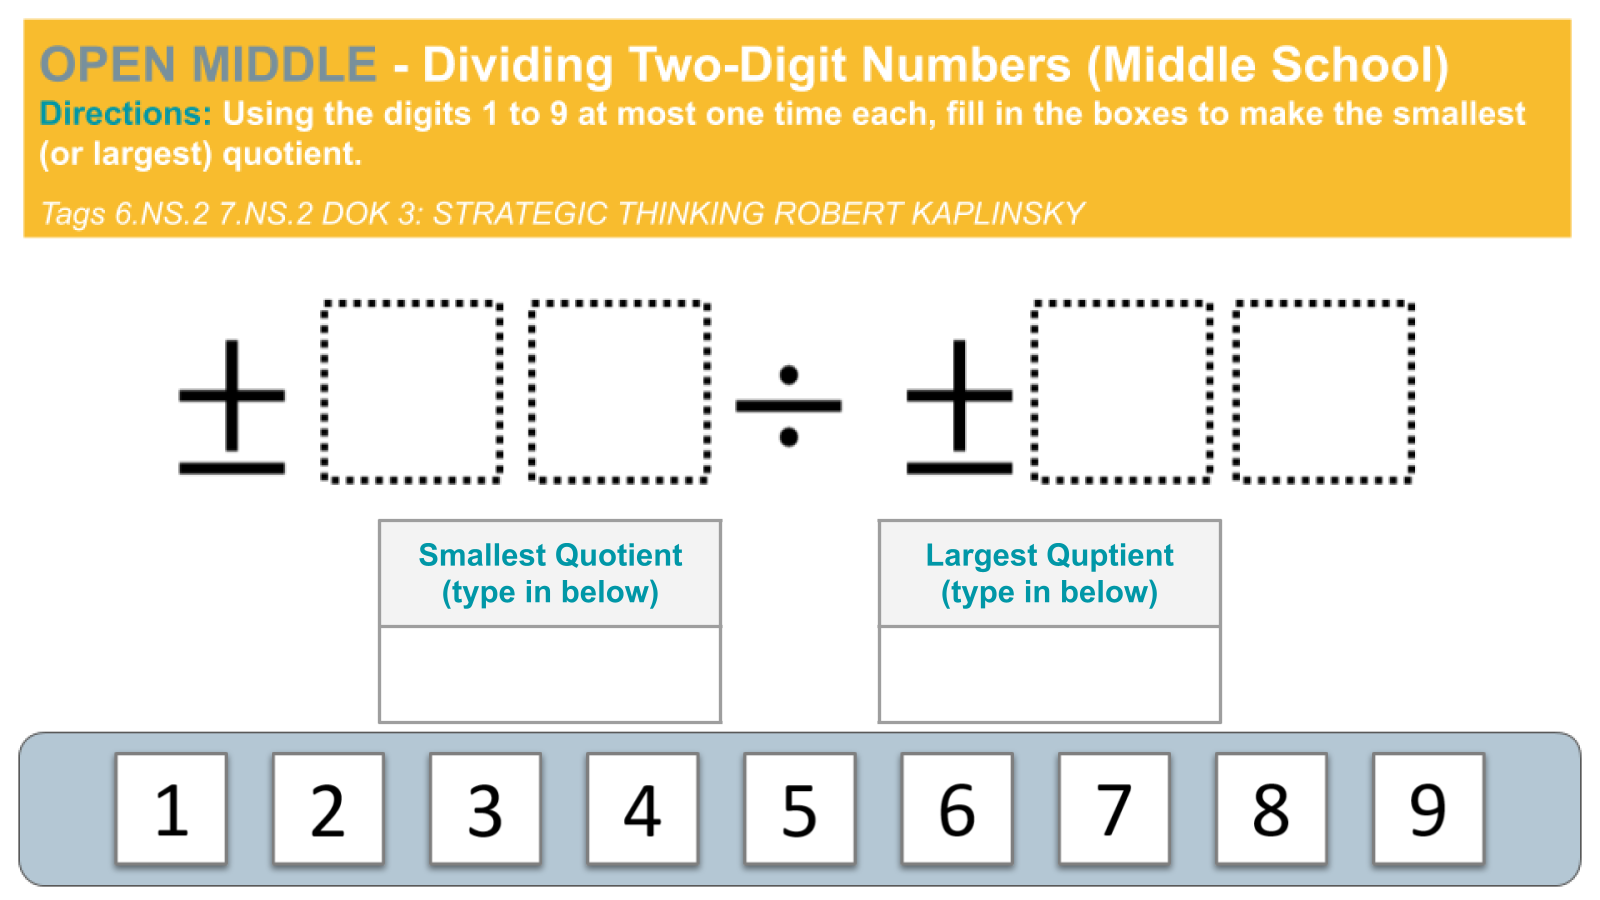 OPEN MIDDLE - Dividing Two-Digit Numbers (Middle School)
Directions: Using the digits 1 to 9 at most one time each, fill in the boxes to make the smallest
(or largest) quotient.
Tags 6.NS.2 7.NS.2 DOK 3: STRATEGIC THINKING ROBERT KAPLINSKY
± ÷ ±
Smallest Quotient
(type in below)
Largest Quptient
(type in below)
1 2 3 4 5 6 7 8 9